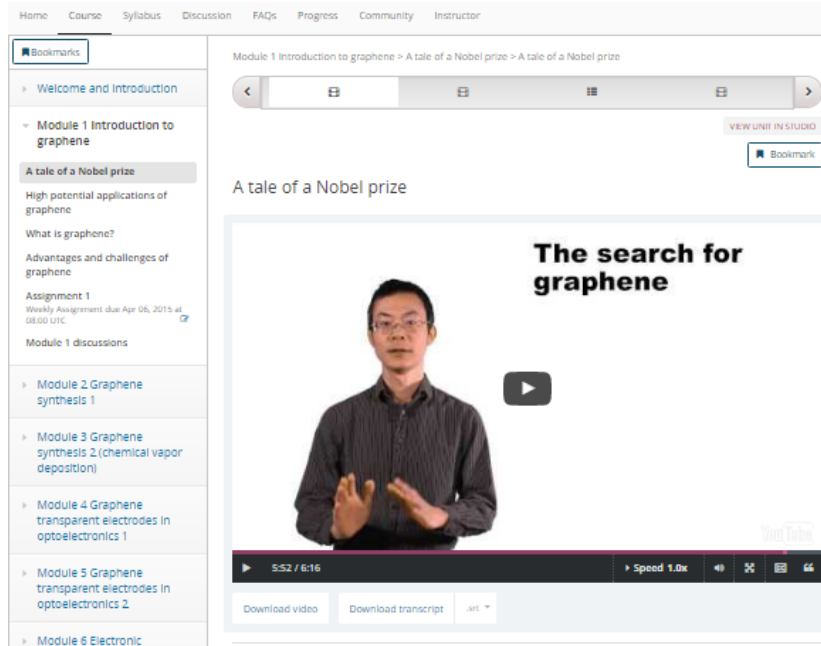 Home Course Syllabus Discussion FAQs Progress Community Instructor
Bookmarks
Welcome and Introduction
Module 1 Introduction to
graphene
A tale of a Nobel prize
High potential applications of
graphene
What is graphene?
Advantages and challenges of
graphene
Assignment 1
Weekly Assignment due Apr 06, 2015 at
08:00 UTC
Module 1 discussions
Module 2 Graphene
synthesis 1
Module 3 Graphene
synthesis 2 (chemical vapor
deposition)
Module 4 Graphene
transparent electrodes in
optoelectronics 1
Module 5 Graphene
transparent electrodes in
optoelectronics 2
Module 6 Electronic
Module 1 Introduction to graphene > A tale of a Nobel prize > A tale of a Nobel prize
VIEW UNIT IN STUDIO
Bookmark
A tale of a Nobel prize
The search for
graphene
YouTube
5:52 / 6:16 Speed 1.0x
Download video Download transcript .srt